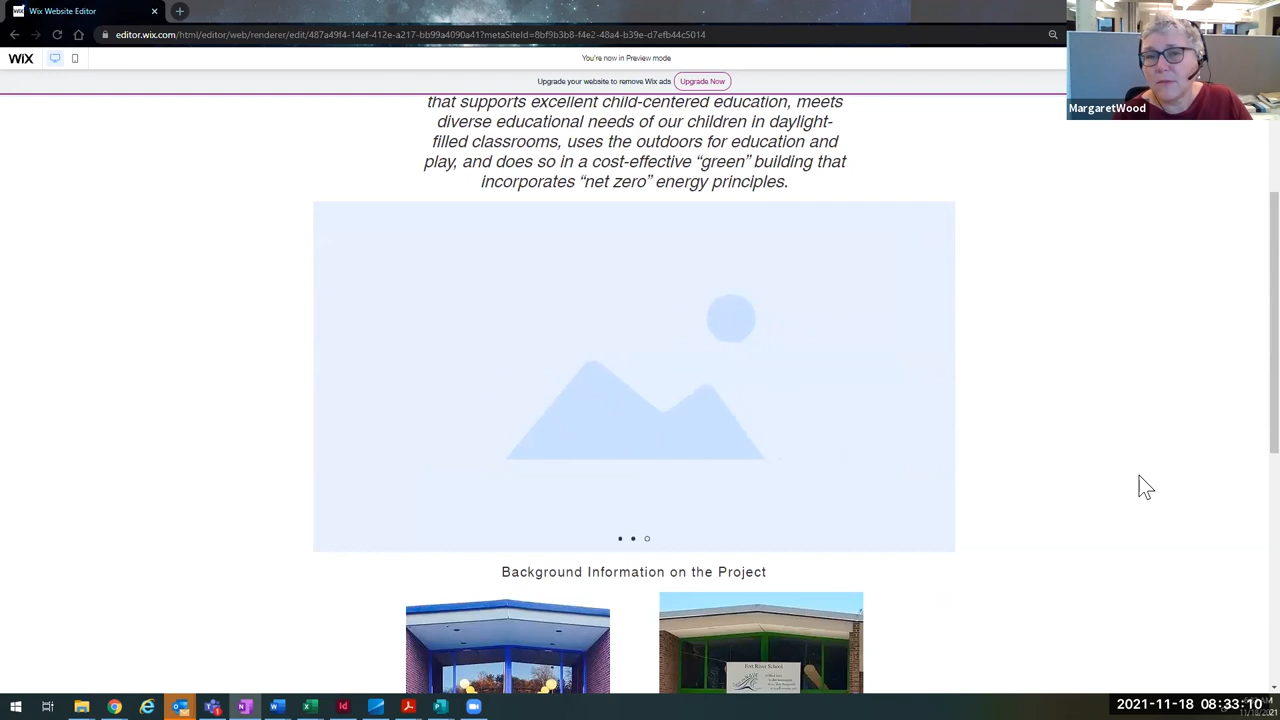 Wix Website Editor
editor.wix.com/html/editor/web/renderer/edit/487a49f4-14ef-412e-a217-bb99a4090a41?metaSiteId=8bf9b3b8-f4e2-48a4-b39e-d7efb44c5014
WIX
You're now in Preview mode
Upgrade your website to remove Wix ads Upgrade Now
MargaretWood
that supports excellent child-centered education, meets
diverse educational needs of our children in daylight-
filled classrooms, uses the outdoors for education and
play, and does so in a cost-effective “green” building that
incorporates “net zero” energy principles.
Background Information on the Project
Fort River School
2021-11-18 08:33:10